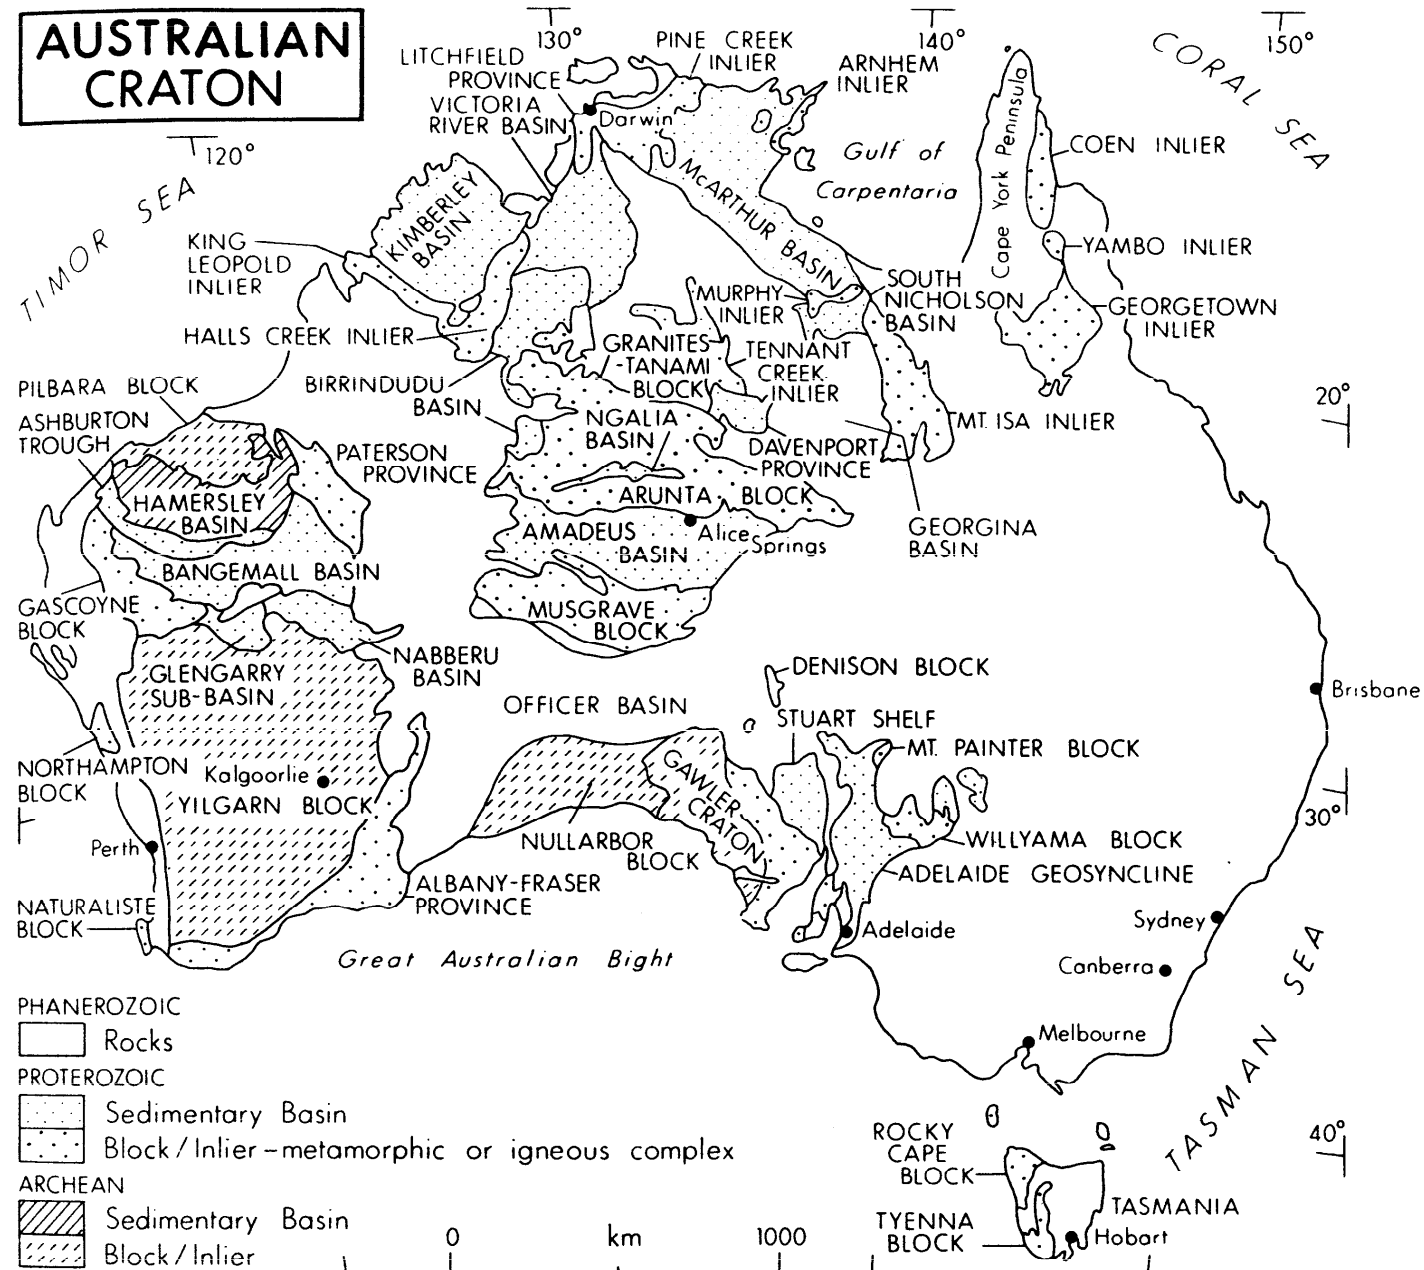 AUSTRALIAN
CRATON
130°
140°
150°
120°
20°
30°
40°
CORAL SEA
TIMOR SEA
TASMAN SEA
Gulf of
Carpentaria
Great Australian Bight
LITCHFIELD
PROVINCE
VICTORIA
RIVER BASIN
PINE CREEK
INLIER
ARNHEM
INLIER
Darwin
Cape York Peninsula
COEN INLIER
YAMBO INLIER
GEORGETOWN
INLIER
KIMBERLEY
BASIN
McARTHUR BASIN
KING
LEOPOLD
INLIER
HALLS CREEK INLIER
MURPHY
INLIER
SOUTH
NICHOLSON
BASIN
GRANITES
-TANAMI
BLOCK
TENNANT
CREEK
INLIER
BIRRINDUDU
BASIN
NGALIA
BASIN
MT. ISA INLIER
DAVENPORT
PROVINCE
GEORGINA
BASIN
PILBARA BLOCK
ASHBURTON
TROUGH
PATERSON
PROVINCE
HAMERSLEY
BASIN
ARUNTA BLOCK
AMADEUS
BASIN
Alice
Springs
BANGEMALL BASIN
MUSGRAVE
BLOCK
GASCOYNE
BLOCK
NABBERU
BASIN
GLENGARRY
SUB-BASIN
OFFICER BASIN
DENISON BLOCK
STUART SHELF
MT. PAINTER BLOCK
Brisbane
NORTHAMPTON
BLOCK
Kalgoorlie
YILGARN BLOCK
GAWLER
CRATON
NULLARBOR
BLOCK
WILLYAMA BLOCK
ADELAIDE GEOSYNCLINE
Perth
ALBANY-FRASER
PROVINCE
NATURALISTE
BLOCK
Adelaide
Sydney
Canberra
Melbourne
ROCKY
CAPE
BLOCK
TYENNA
BLOCK
TASMANIA
Hobart
PHANEROZOIC
Rocks
PROTEROZOIC
Sedimentary Basin
Block/Inlier-metamorphic or igneous complex
ARCHEAN
Sedimentary Basin
Block/Inlier
0 km 1000